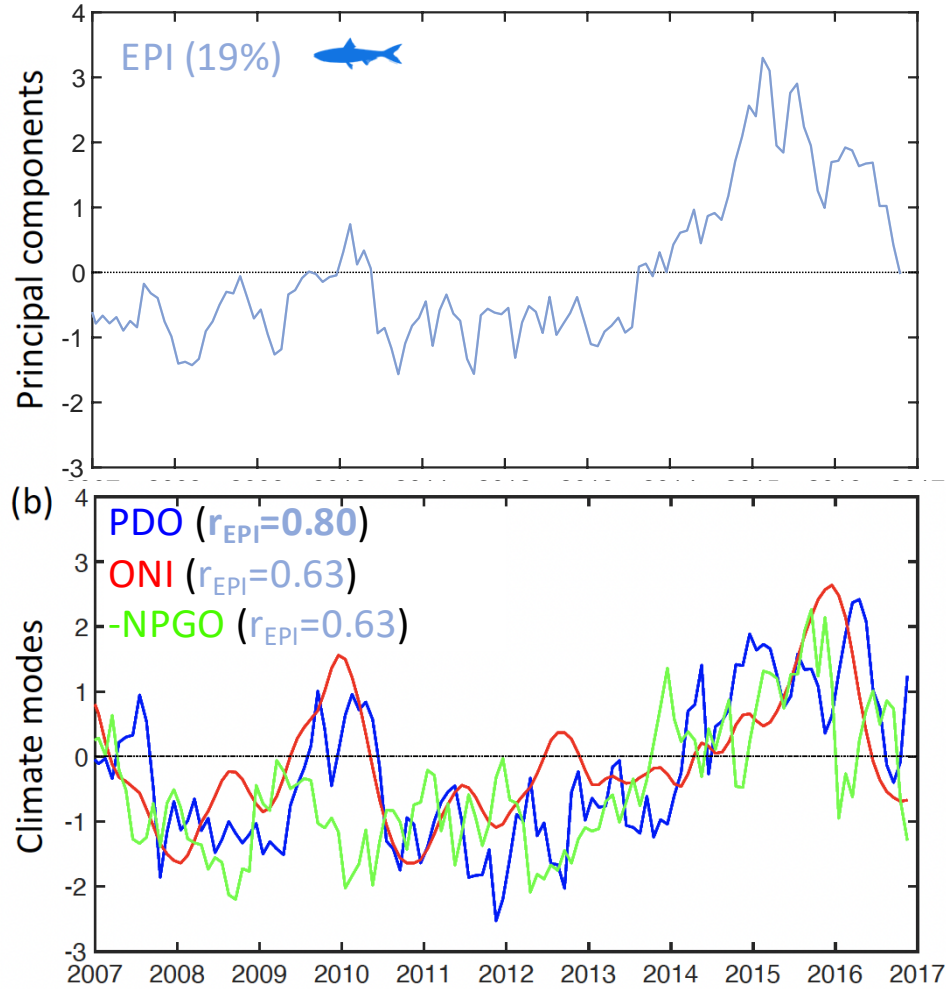 4
EPI (19%)
3
2
1
0
-1
-2
-3
Principal components
(b)
4
PDO (rEPI=0.80)
3
ONI (rEPI=0.63)
2
-NPGO (rEPI=0.63)
1
0
-1
-2
-3
Climate modes
2007 2008 2009 2010 2011 2012 2013 2014 2015 2016 2017